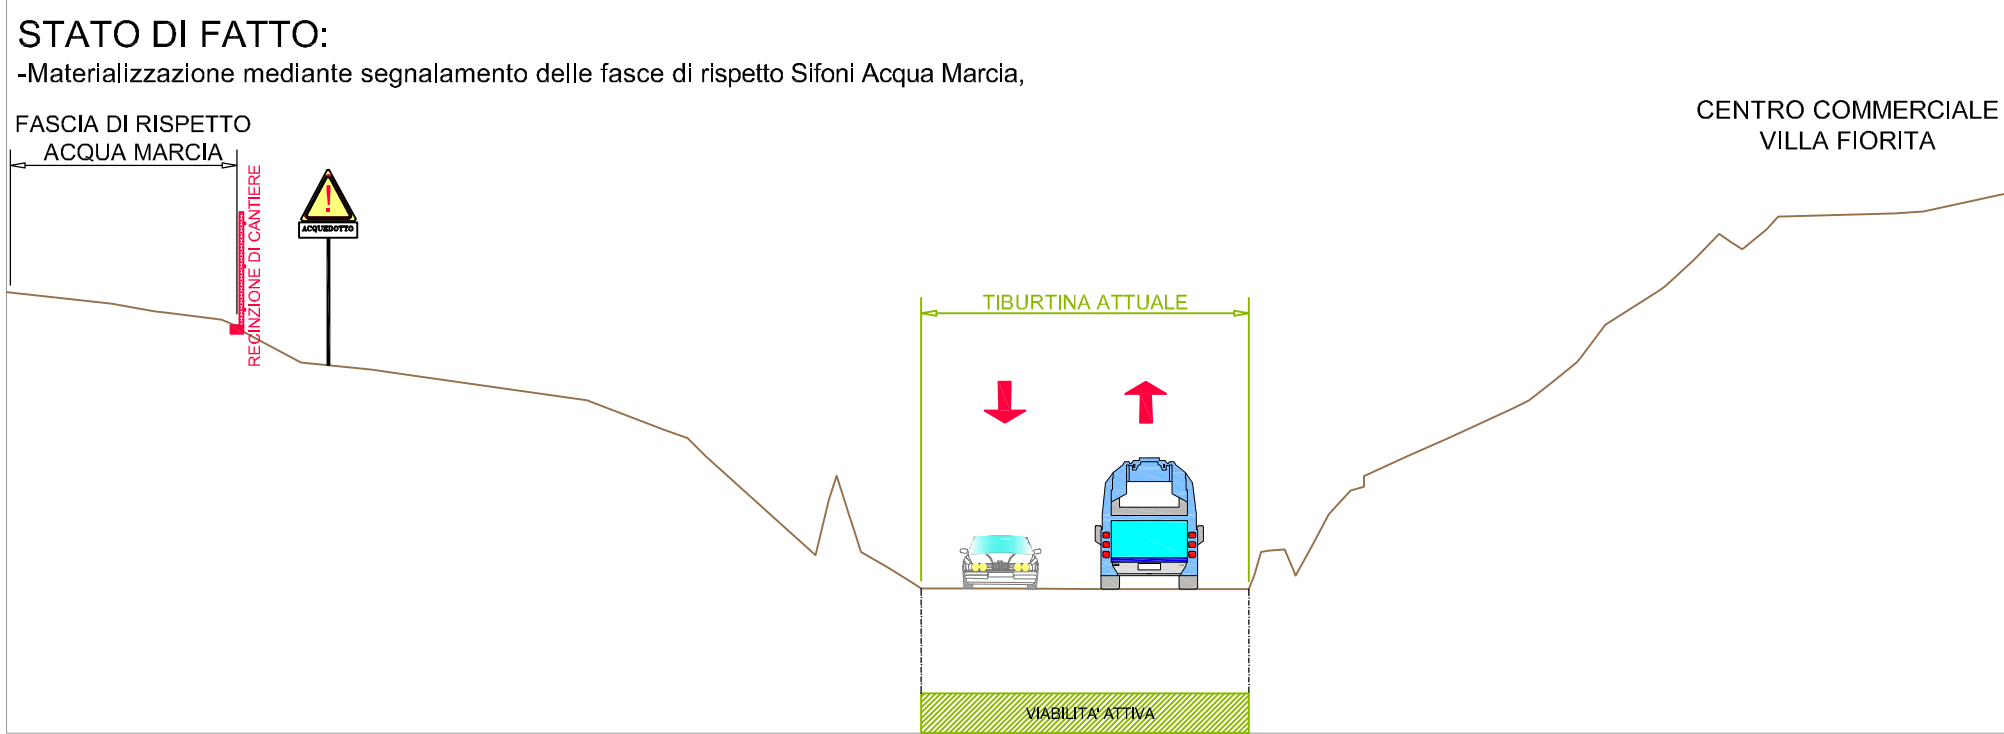 STATO DI FATTO:
-Materializzazione mediante segnalamento delle fasce di rispetto Sifoni Acqua Marcia,
CENTRO COMMERCIALE
VILLA FIORITA
FASCIA DI RISPETTO
ACQUA MARCIA
RECINZIONE DI CANTIERE
!
ACQUEDOTTO
TIBURTINA ATTUALE
VIABILITA' ATTIVA